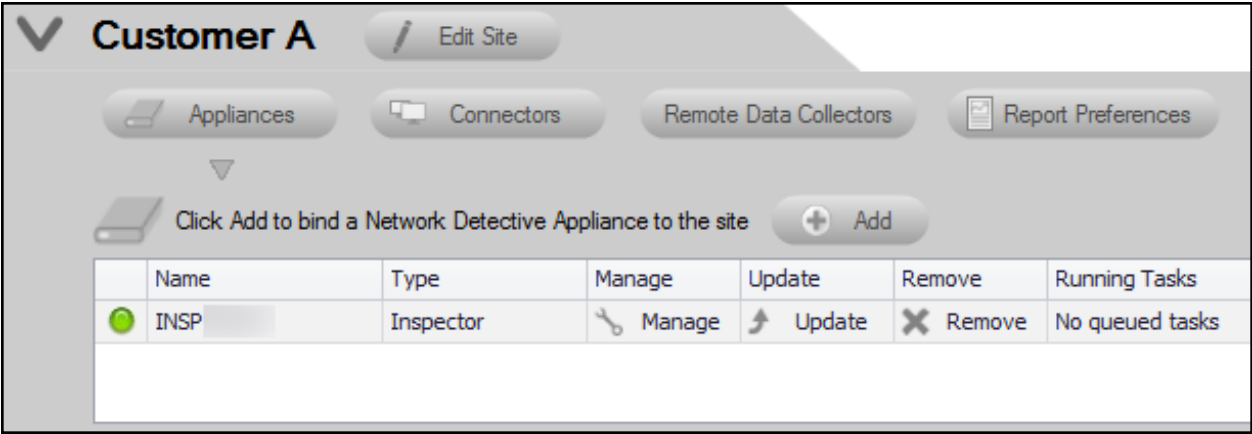 Customer A Edit Site
Appliances Connectors Remote Data Collectors Report Preferences
Click Add to bind a Network Detective Appliance to the site Add
Name Type Manage Update Remove Running Tasks
INSP Inspector Manage Update Remove No queued tasks